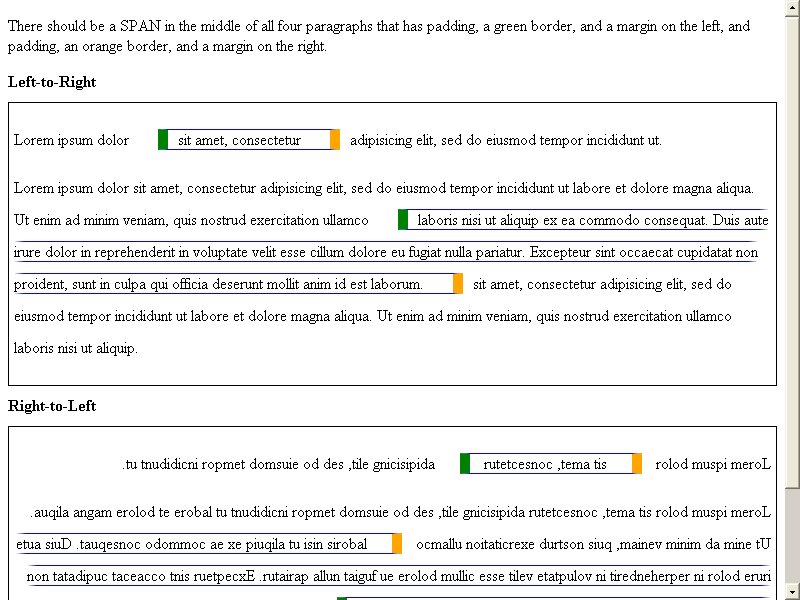 There should be a SPAN in the middle of all four paragraphs that has padding, a green border, and a margin on the left, and
padding, an orange border, and a margin on the right.
Left-to-Right
Lorem ipsum dolor sit amet, consectetur adipisicing elit, sed do eiusmod tempor incididunt ut.
Lorem ipsum dolor sit amet, consectetur adipisicing elit, sed do eiusmod tempor incididunt ut labore et dolore magna aliqua.
Ut enim ad minim veniam, quis nostrud exercitation ullamco laboris nisi ut aliquip ex ea commodo consequat. Duis aute
irure dolor in reprehenderit in voluptate velit esse cillum dolore eu fugiat nulla pariatur. Excepteur sint occaecat cupidatat non
proident, sunt in culpa qui officia deserunt mollit anim id est laborum. sit amet, consectetur adipisicing elit, sed do
eiusmod tempor incididunt ut labore et dolore magna aliqua. Ut enim ad minim veniam, quis nostrud exercitation ullamco
laboris nisi ut aliquip.
Right-to-Left
.tu tnudidicni ropmet domsuie od des ,tile gnicisipida rutetcesnoc ,tema tis rolod muspi meroL
.auqila angam erolod te erobal tu tnudidicni ropmet domsuie od des ,tile gnicisipida rutetcesnoc ,tema tis rolod muspi meroL
etua siuD .tauqesnoc odommoc ae xe piuqila tu isin sirobal ocmallu noitaticrexe durtson siuq ,mainev minim da mine tU
non tatadipuc taceacco tnis ruetpecxE .rutairap allun taiguf ue erolod mullic esse tilev etatpulov ni tiredneherper ni rolod eruri